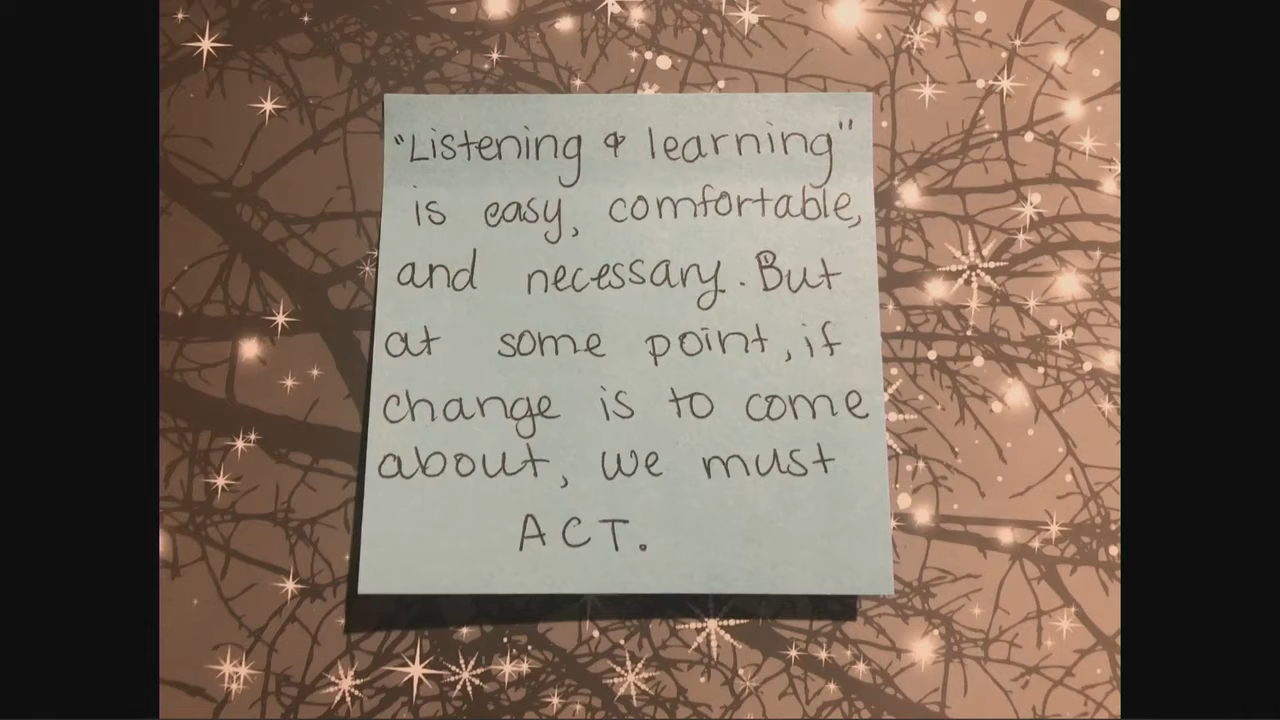 "Listening & learning"
is easy, comfortable,
and necessary. But
at some point, if
change is to come
about, we must
ACT.